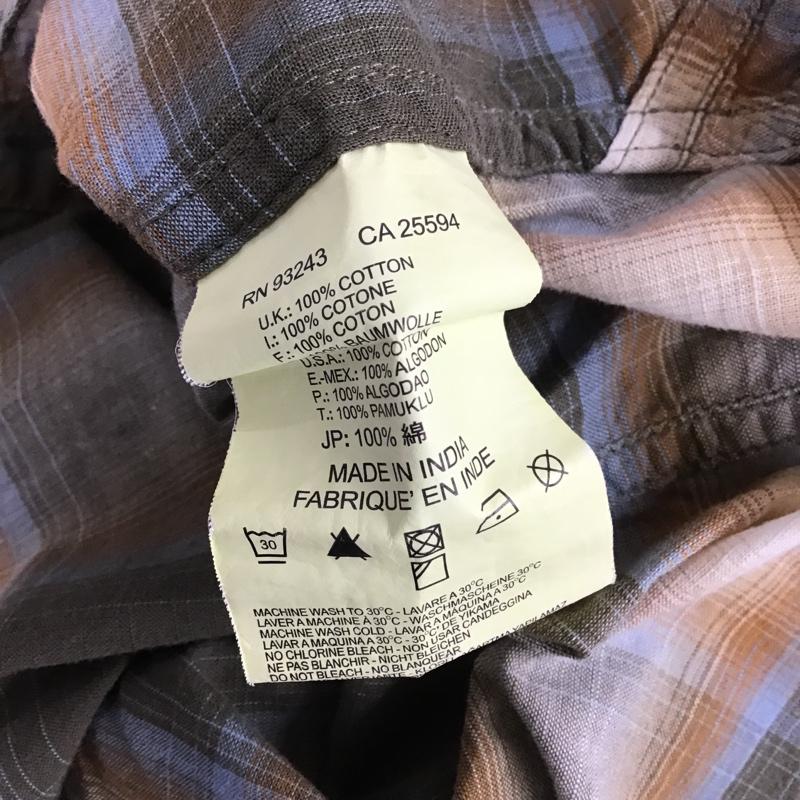 RN 93243 CA 25594
U.K.: 100% COTTON
I.: 100% COTONE
F.: 100% COTON
BAUMWOLLE
U.S.A.: 100% COTTON
E.-MEX.: 100% ALGODON
P.: 100% ALGODAO
T.: 100% PAMUKLU
JP: 100% 綿
MADE IN INDIA
FABRIQUE' EN INDE
30
MACHINE WASH TO 30°C - LAVARE A 30°C
LAVER A MACHINE À 30°C - WASCHMASCHEINE 30°C
MACHINE WASH COLD - LAVAR A MAQUINA A 30°C
LAVAR A MAQUINA A 30°C - 30°C DE YIKAMA
NO CHLORINE BLEACH - NON USAR CANDEGGINA
NE PAS BLANCHIR - NICHT BLEICHEN
DO NOT BLEACH - NO BLANQUEAR